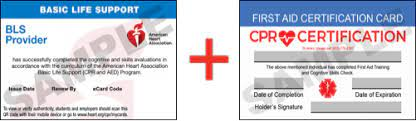 BASIC LIFE SUPPORT
BLS
Provider
American
Heart
Association
has successfully completed the cognitive and skills evaluations in
accordance with the curriculum of the American Heart Association
Basic Life Support (CPR and AED) Program.
Issue Date Renew By eCard Code
To view or verify authenticity, students and employers should scan this
QR code with their mobile device or go to www.heart.org/cpr/mycards.
SAMPLE
FIRST AID CERTIFICATION CARD
CPR CERTIFICATION
The above mentioned individual has completed First Aid Training
and Cognitive Skills Check.
Date of Completion Date of Expiration
Holder's Signature
SAMPLE